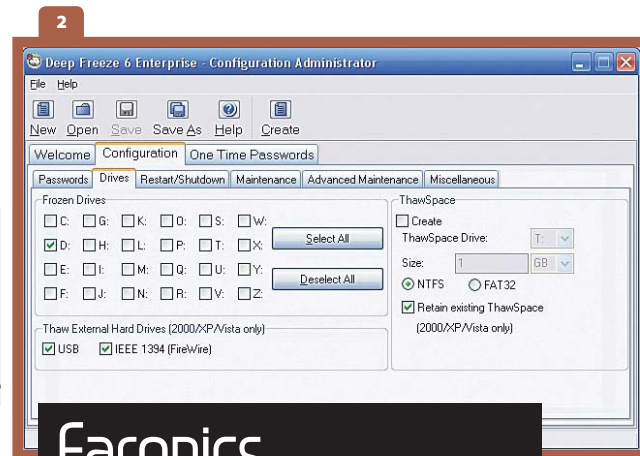 2
Deep Freeze 6 Enterprise - Configuration Administrator
File Help
New Open Save Save As Help Create
Welcome Configuration One Time Passwords
Passwords Drives Restart/Shutdown Maintenance Advanced Maintenance Miscellaneous
Frozen Drives
C: G: K: O: S: W:
D: H: L: P: T: X:
E: I: M: Q: U: Y:
F: J: N: R: V: Z:
Select All
Deselect All
Thaw External Hard Drives (2000/XP/Vista only)
USB IEEE 1394 (FireWire)
ThawSpace
Create
ThawSpace Drive: T:
Size: 1 GB
NTFS FAT32
Retain existing ThawSpace
(2000/XP/Vista only)
Faronics